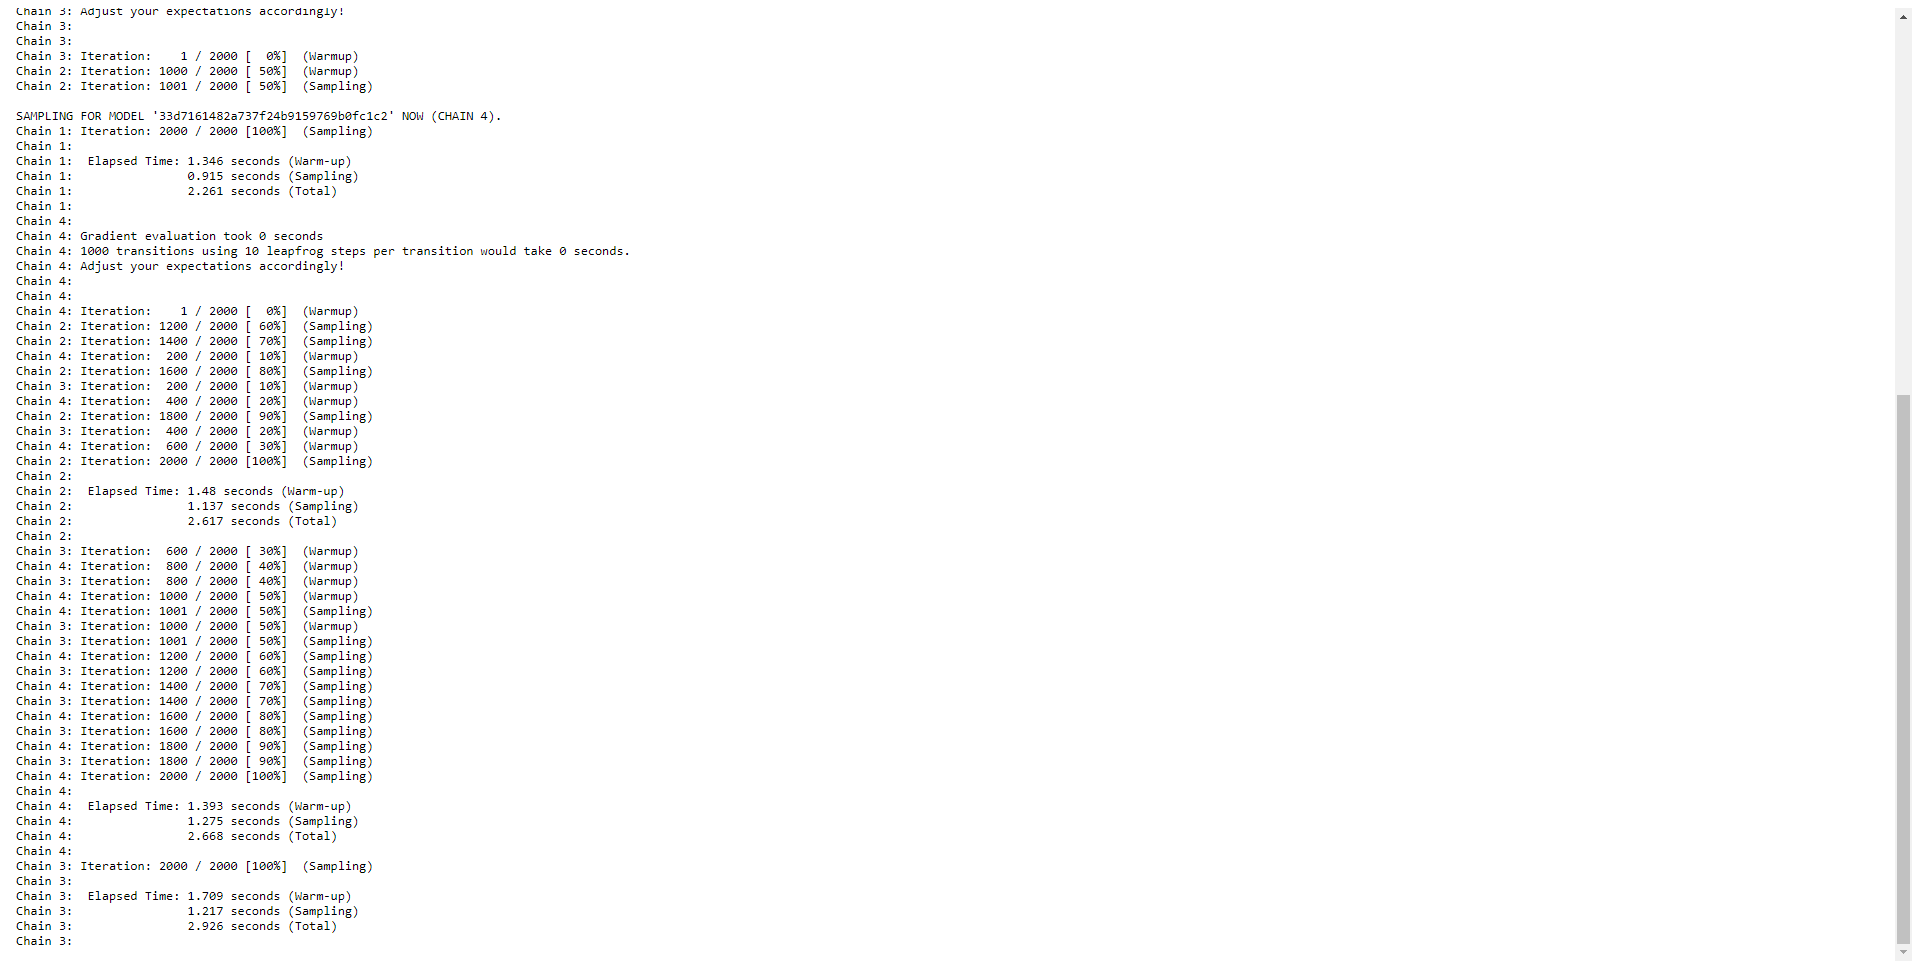 Chain 3: Adjust your expectations accordingly!
Chain 3:
Chain 3:
Chain 3: Iteration:    1 / 2000 [  0%]  (Warmup)
Chain 2: Iteration: 1000 / 2000 [ 50%]  (Warmup)
Chain 2: Iteration: 1001 / 2000 [ 50%]  (Sampling)

SAMPLING FOR MODEL '33d7161482a737f24b9159769b0fc1c2' NOW (CHAIN 4).
Chain 1: Iteration: 2000 / 2000 [100%]  (Sampling)
Chain 1:
Chain 1:  Elapsed Time: 1.346 seconds (Warm-up)
Chain 1:                0.915 seconds (Sampling)
Chain 1:                2.261 seconds (Total)
Chain 1:
Chain 4:
Chain 4: Gradient evaluation took 0 seconds
Chain 4: 1000 transitions using 10 leapfrog steps per transition would take 0 seconds.
Chain 4: Adjust your expectations accordingly!
Chain 4:
Chain 4:
Chain 4: Iteration:    1 / 2000 [  0%]  (Warmup)
Chain 2: Iteration: 1200 / 2000 [ 60%]  (Sampling)
Chain 2: Iteration: 1400 / 2000 [ 70%]  (Sampling)
Chain 4: Iteration:  200 / 2000 [ 10%]  (Warmup)
Chain 2: Iteration: 1600 / 2000 [ 80%]  (Sampling)
Chain 3: Iteration:  200 / 2000 [ 10%]  (Warmup)
Chain 4: Iteration:  400 / 2000 [ 20%]  (Warmup)
Chain 2: Iteration: 1800 / 2000 [ 90%]  (Sampling)
Chain 3: Iteration:  400 / 2000 [ 20%]  (Warmup)
Chain 4: Iteration:  600 / 2000 [ 30%]  (Warmup)
Chain 2: Iteration: 2000 / 2000 [100%]  (Sampling)
Chain 2:
Chain 2:  Elapsed Time: 1.48 seconds (Warm-up)
Chain 2:                1.137 seconds (Sampling)
Chain 2:                2.617 seconds (Total)
Chain 2:
Chain 3: Iteration:  600 / 2000 [ 30%]  (Warmup)
Chain 4: Iteration:  800 / 2000 [ 40%]  (Warmup)
Chain 3: Iteration:  800 / 2000 [ 40%]  (Warmup)
Chain 4: Iteration: 1000 / 2000 [ 50%]  (Warmup)
Chain 4: Iteration: 1001 / 2000 [ 50%]  (Sampling)
Chain 3: Iteration: 1000 / 2000 [ 50%]  (Warmup)
Chain 3: Iteration: 1001 / 2000 [ 50%]  (Sampling)
Chain 4: Iteration: 1200 / 2000 [ 60%]  (Sampling)
Chain 3: Iteration: 1200 / 2000 [ 60%]  (Sampling)
Chain 4: Iteration: 1400 / 2000 [ 70%]  (Sampling)
Chain 3: Iteration: 1400 / 2000 [ 70%]  (Sampling)
Chain 4: Iteration: 1600 / 2000 [ 80%]  (Sampling)
Chain 3: Iteration: 1600 / 2000 [ 80%]  (Sampling)
Chain 4: Iteration: 1800 / 2000 [ 90%]  (Sampling)
Chain 3: Iteration: 1800 / 2000 [ 90%]  (Sampling)
Chain 4: Iteration: 2000 / 2000 [100%]  (Sampling)
Chain 4:
Chain 4:  Elapsed Time: 1.393 seconds (Warm-up)
Chain 4:                1.275 seconds (Sampling)
Chain 4:                2.668 seconds (Total)
Chain 4:
Chain 3: Iteration: 2000 / 2000 [100%]  (Sampling)
Chain 3:
Chain 3:  Elapsed Time: 1.709 seconds (Warm-up)
Chain 3:                1.217 seconds (Sampling)
Chain 3:                2.926 seconds (Total)
Chain 3: